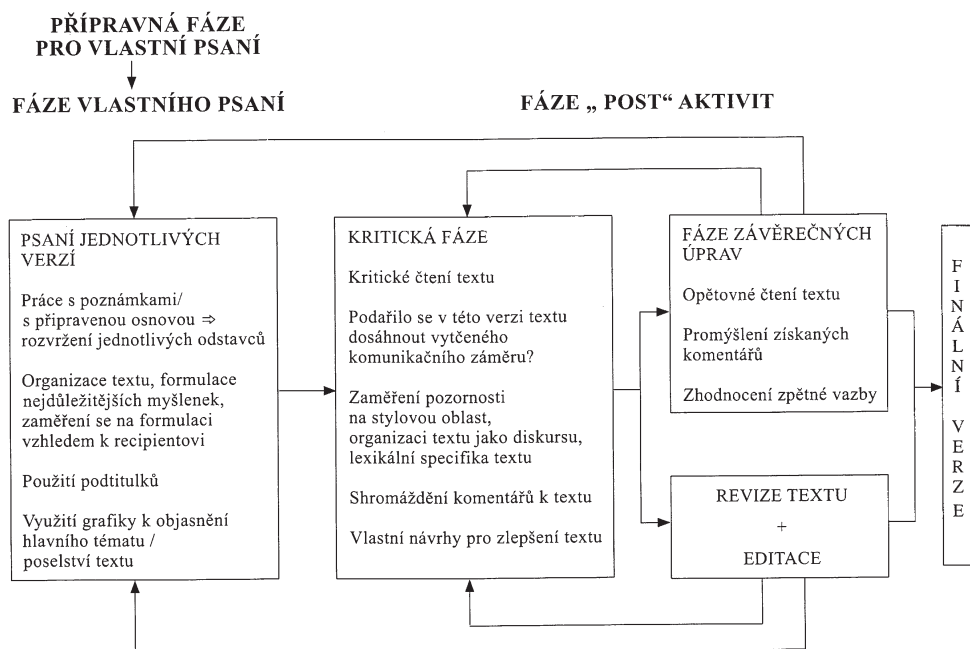 PŘÍPRAVNÁ FÁZE
PRO VLASTNÍ PSANÍ
FÁZE VLASTNÍHO PSANÍ
FÁZE „ POST“ AKTIVIT
PSANÍ JEDNOTLIVÝCH
VERZÍ
Práce s poznámkami/
s připravenou osnovou ⇒
rozvržení jednotlivých odstavců
Organizace textu, formulace
nejdůležitějších myšlenek,
zaměření se na formulaci
vzhledem k recipientovi
Použití podtitulků
Využití grafiky k objasnění
hlavního tématu /
poselství textu
KRITICKÁ FÁZE
Kritické čtení textu
Podařilo se v této verzi textu
dosáhnout vytčeného
komunikačního záměru?
Zaměření pozornosti
na stylovou oblast,
organizaci textu jako diskursu,
lexikální specifika textu
Shromáždění komentářů k textu
Vlastní návrhy pro zlepšení textu
FÁZE ZÁVĚREČNÝCH
ÚPRAV
Opětovné čtení textu
Promýšlení získaných
komentářů
Zhodnocení zpětné vazby
REVIZE TEXTU
+
EDITACE
FINÁLNÍ VERZE